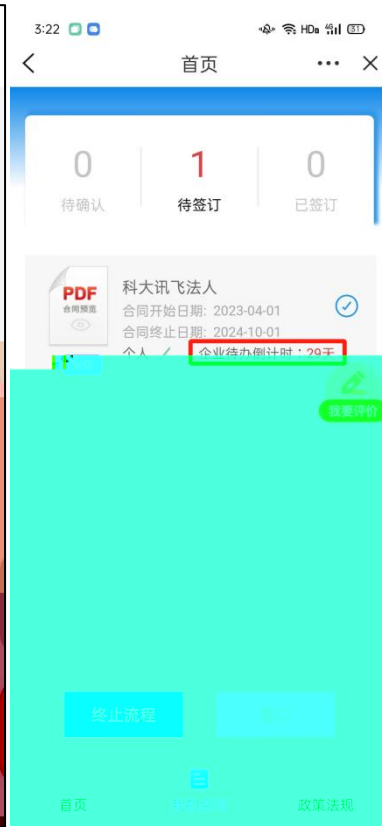 3:22
HD
31
首页
0 1 0
待确认 待签订 已签订
PDF
合同预览
科大讯飞法人
合同开始日期: 2023-04-01
合同终止日期: 2024-10-01
个人 / 企业待办倒计时：29天
我要评价
终止流程
首页 政策法规